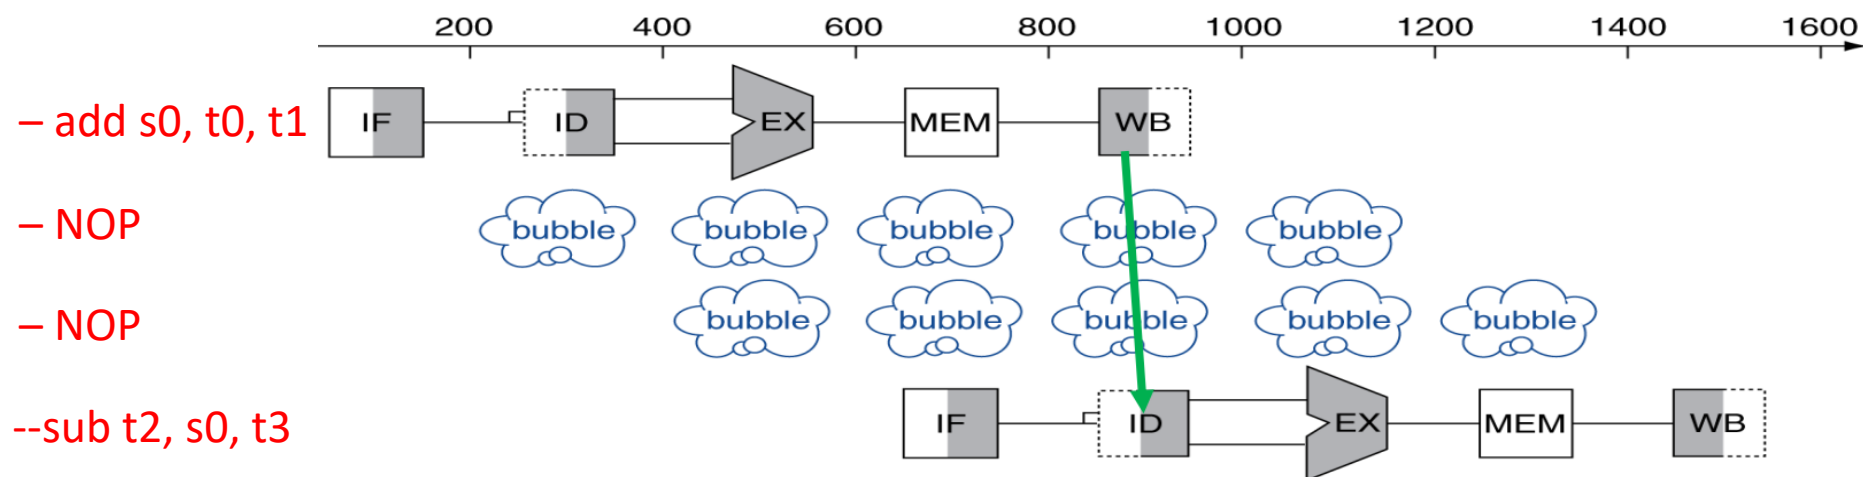 200 400 600 800 1000 1200 1400 1600
– add s0, t0, t1 IF ID EX MEM WB
– NOP bubble bubble bubble bubble bubble
– NOP bubble bubble bubble bubble bubble
--sub t2, s0, t3 IF ID EX MEM WB